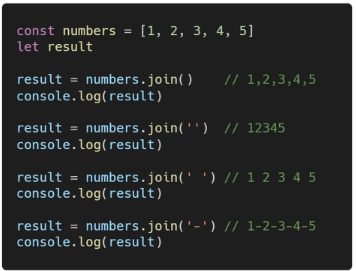 const numbers = [1, 2, 3, 4, 5]
let result
result = numbers.join()    // 1,2,3,4,5
console.log(result)
result = numbers.join('')  // 12345
console.log(result)
result = numbers.join(' ') // 1 2 3 4 5
console.log(result)
result = numbers.join('-') // 1-2-3-4-5
console.log(result)